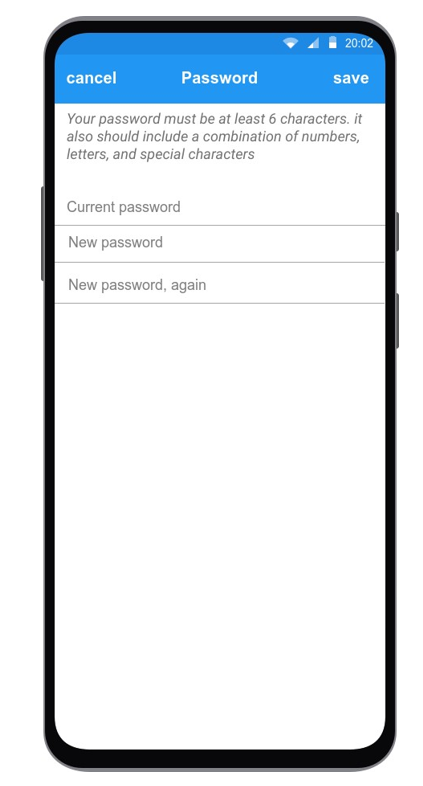 20:02
cancel Password save
Your password must be at least 6 characters. it
also should include a combination of numbers,
letters, and special characters
Current password
New password
New password, again